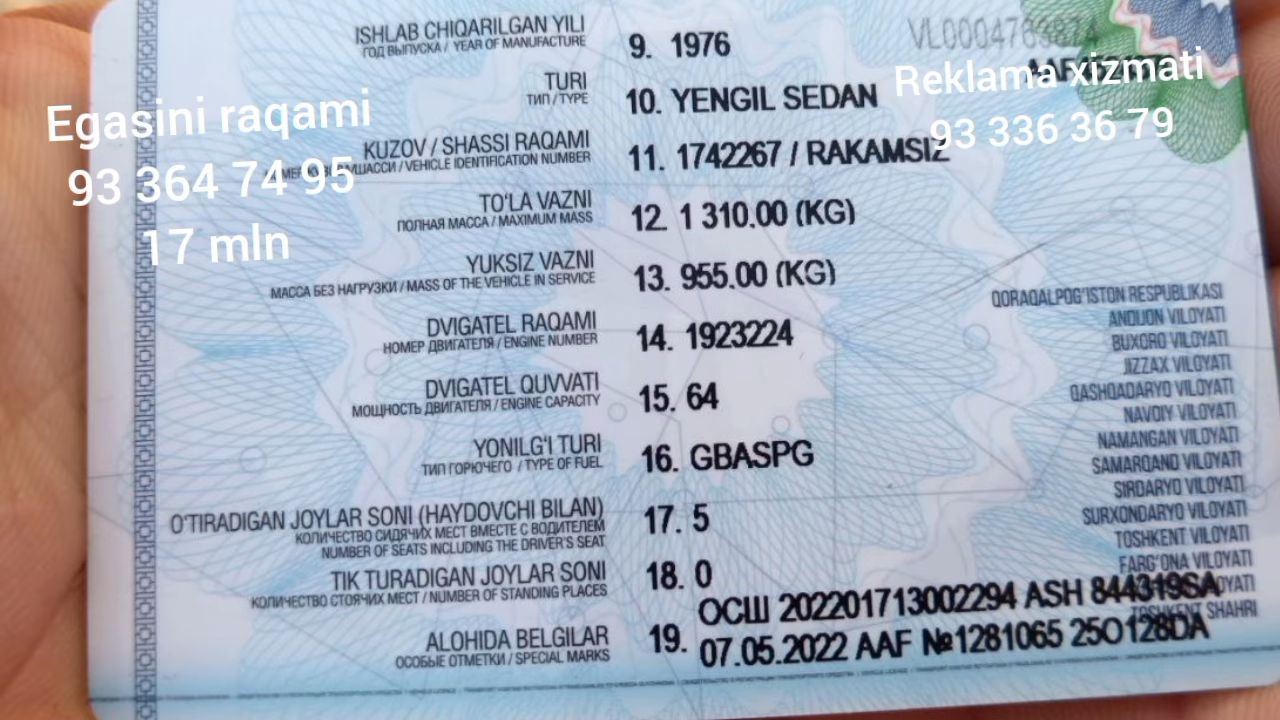 VL0004763874
ISHLAB CHIQARILGAN YILI
ГОД ВЫПУСКА / YEAR OF MANUFACTURE
9. 1976
TURI
ТИП / TYPE
10. YENGIL SEDAN
Reklama xizmati
93 336 36 79
Egasini raqami
93 364 74 95
17 mln
KUZOV / SHASSI RAQAMI
/ VEHICLE IDENTIFICATION NUMBER
11. 1742267 / RAKAMSIZ
TO'LA VAZNI
ПОЛНАЯ МАССА / MAXIMUM MASS
12. 1 310.00 (KG)
YUKSIZ VAZNI
МАССА БЕЗ НАГРУЗКИ / MASS OF THE VEHICLE IN SERVICE
13. 955.00 (KG)
DVIGATEL RAQAMI
НОМЕР ДВИГАТЕЛЯ / ENGINE NUMBER
14. 1923224
DVIGATEL QUVVATI
МОЩНОСТЬ ДВИГАТЕЛЯ / ENGINE CAPACITY
15. 64
YONILG'I TURI
ТИП ГОРЮЧЕГО / TYPE OF FUEL
16. GBASPG
O'TIRADIGAN JOYLAR SONI (HAYDOVCHI BILAN)
КОЛИЧЕСТВО СИДЯЧИХ МЕСТ ВМЕСТЕ С ВОДИТЕЛЕМ
NUMBER OF SEATS INCLUDING THE DRIVER'S SEAT
17. 5
TIK TURADIGAN JOYLAR SONI
КОЛИЧЕСТВО СТОЯЧИХ МЕСТ / NUMBER OF STANDING PLACES
18. 0
ALOHIDA BELGILAR
ОСОБЫЕ ОТМЕТКИ / SPECIAL MARKS
19. ОСШ 202201713002294 ASH 844319SA
07.05.2022 AAF №1281065 25O128DA
QORAQALPOG'ISTON RESPUBLIKASI
ANDIJON VILOYATI
BUXORO VILOYATI
JIZZAX VILOYATI
QASHQADARYO VILOYATI
NAVOIY VILOYATI
NAMANGAN VILOYATI
SAMARQAND VILOYATI
SIRDARYO VILOYATI
SURXONDARYO VILOYATI
TOSHKENT VILOYATI
FARG'ONA VILOYATI
TOSHKENT SHAHRI